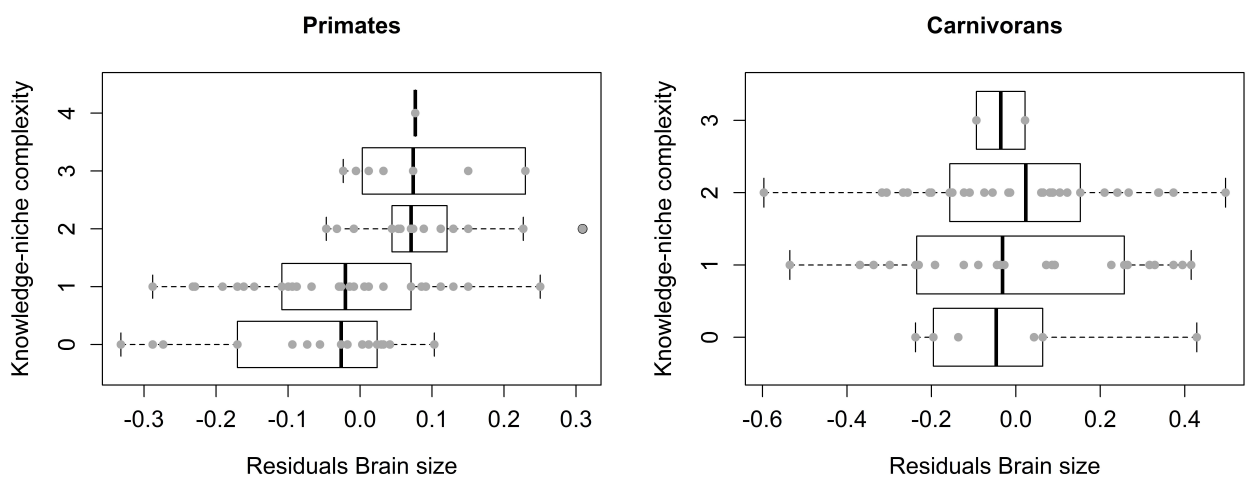 Primates
Knowledge-niche complexity
4
3
2
1
0
-0.3 -0.2 -0.1 0.0 0.1 0.2 0.3
Residuals Brain size
Carnivorans
Knowledge-niche complexity
3
2
1
0
-0.6 -0.4 -0.2 0.0 0.2 0.4
Residuals Brain size